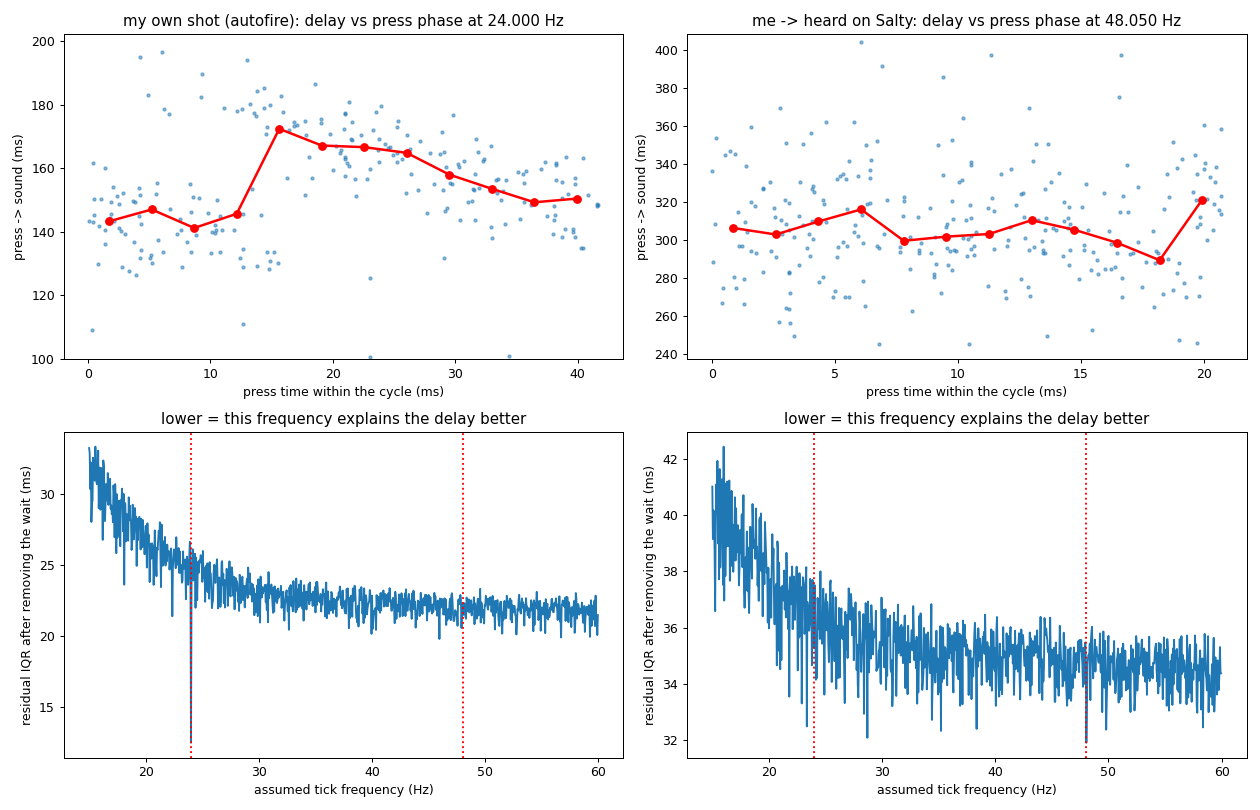 my own shot (autofire): delay vs press phase at 24.000 Hz
200
180
160
140
120
100
press -> sound (ms)
0 10 20 30 40
press time within the cycle (ms)
me -> heard on Salty: delay vs press phase at 48.050 Hz
400
380
360
340
320
300
280
260
240
press -> sound (ms)
0 5 10 15 20
press time within the cycle (ms)
lower = this frequency explains the delay better
30
25
20
15
residual IQR after removing the wait (ms)
20 30 40 50 60
assumed tick frequency (Hz)
lower = this frequency explains the delay better
42
40
38
36
34
32
residual IQR after removing the wait (ms)
20 30 40 50 60
assumed tick frequency (Hz)